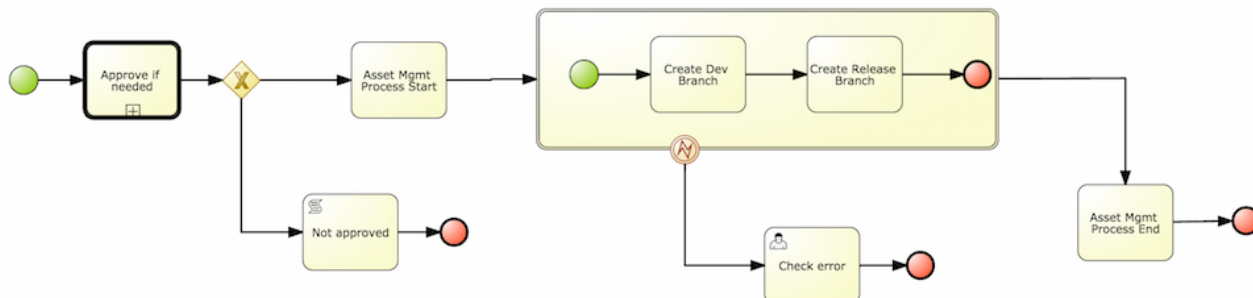 Approve if
needed
Asset Mgmt
Process Start
Create Dev
Branch
Create Release
Branch
Not approved
Check error
Asset Mgmt
Process End